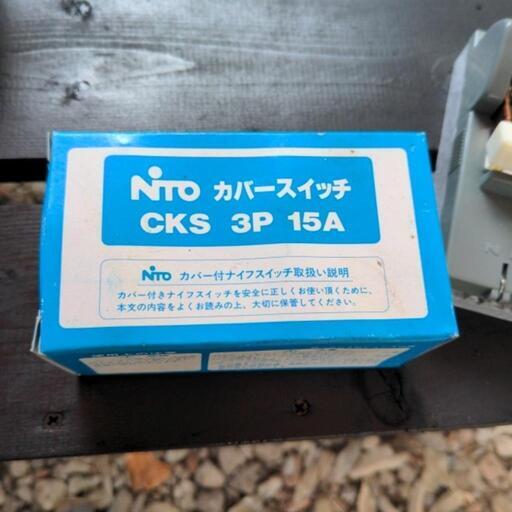 NITO カバースイッチ
CKS 3P 15A
NITO カバー付ナイフスイッチ取扱い説明
カバー付きナイフスイッチを安全に正しくお使い頂くために、
本文の内容をよくお読みの上、大切に保管してください。